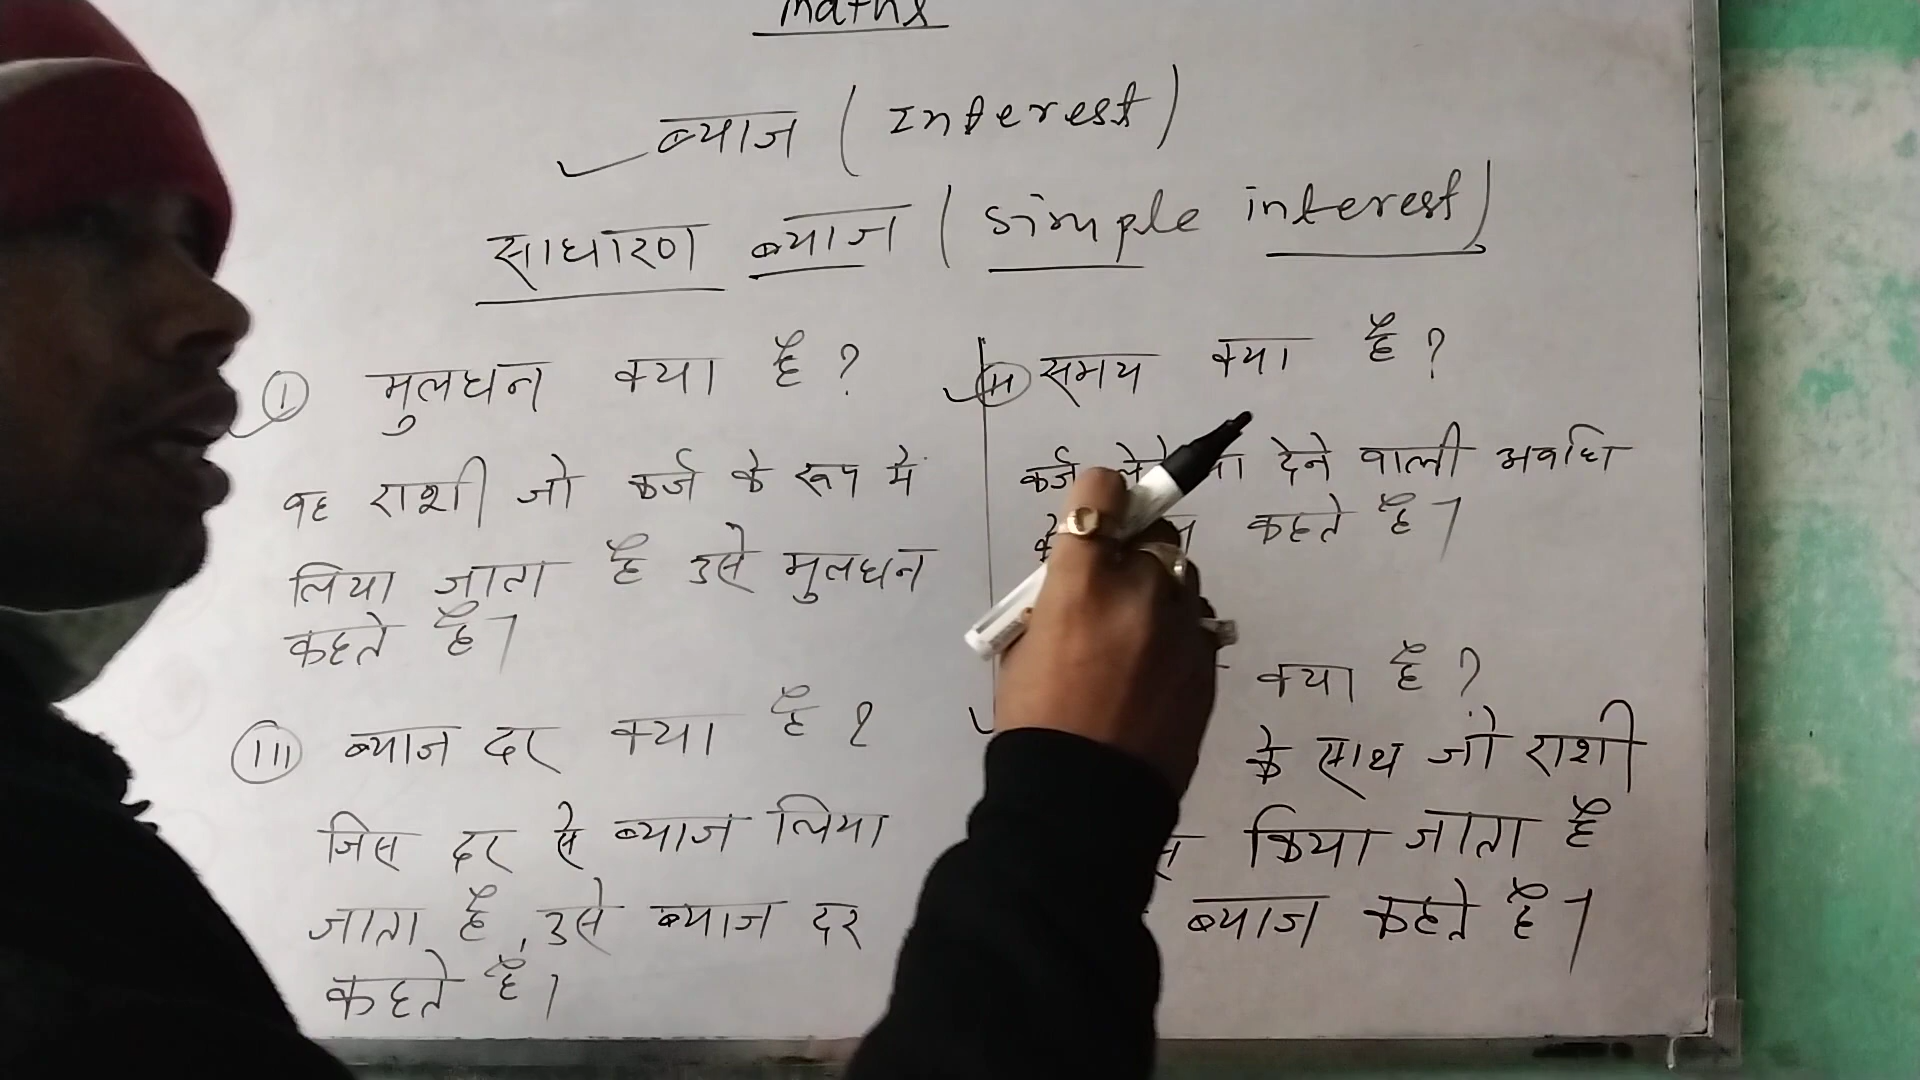 Maths
ब्याज (Interest)
साधारण ब्याज (simple interest)
① मुलधन क्या है ?
वह राशी जो कर्ज के रूप मे
लिया जाता है उसे मुलधन
कहते है।
(II) समय क्या है ?
कर्ज लेने देने वाली अवधि
कहते है।
(III) ब्याज दर क्या है ?
जिस दर से ब्याज लिया
जाता है, उसे ब्याज दर
कहते है।
क्या है ?
के साथ जो राशी
किया जाता है
ब्याज कहते है।